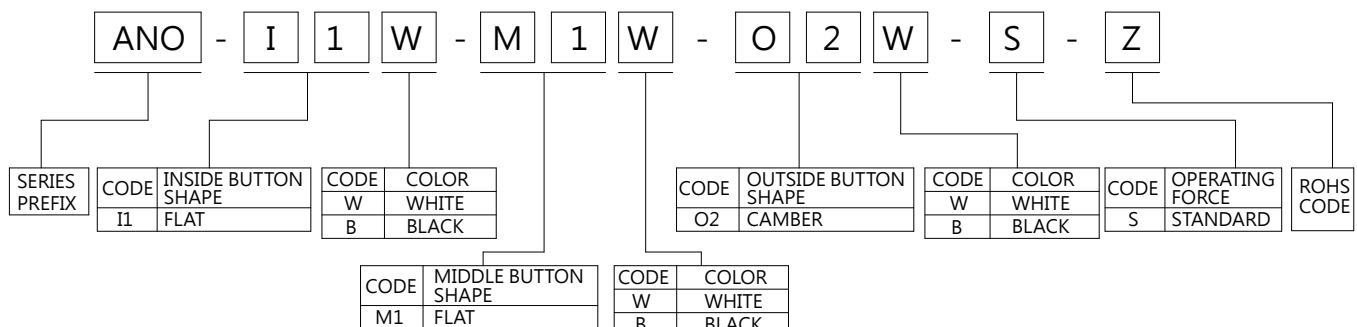 ANO - I 1 W - M 1 W - O 2 W - S - Z
SERIES
PREFIX
CODE INSIDE BUTTON
SHAPE
I1 FLAT
CODE COLOR
W WHITE
B BLACK
CODE MIDDLE BUTTON
SHAPE
M1 FLAT
CODE COLOR
W WHITE
B BLACK
CODE OUTSIDE BUTTON
SHAPE
O2 CAMBER
CODE COLOR
W WHITE
B BLACK
CODE OPERATING
FORCE
S STANDARD
ROHS
CODE